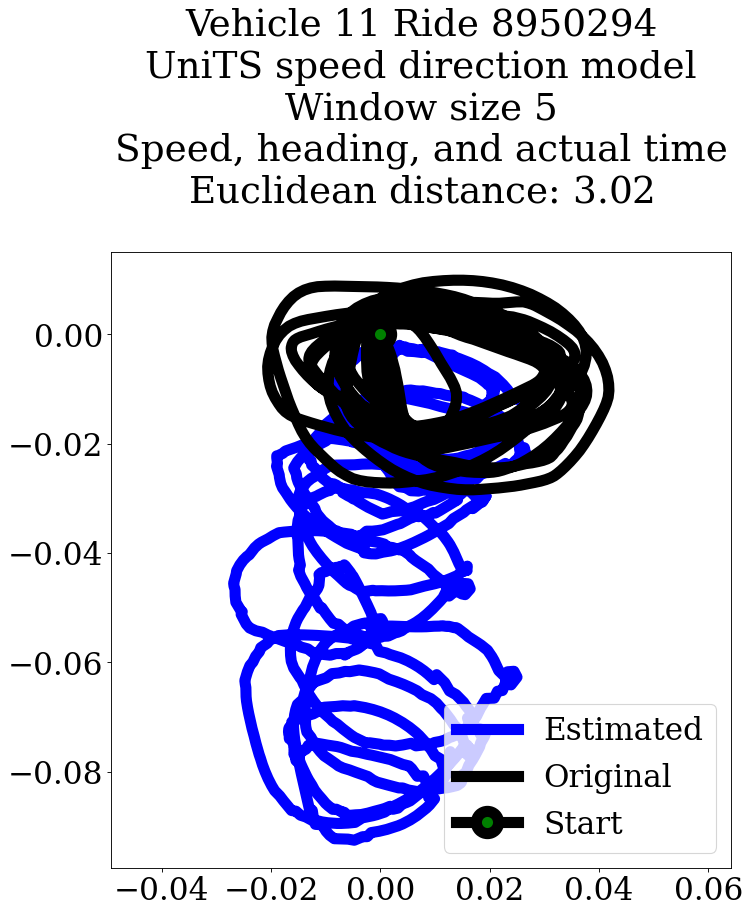 Vehicle 11 Ride 8950294
UniTS speed direction model
Window size 5
Speed, heading, and actual time
Euclidean distance: 3.02
0.00
−0.02
−0.04
−0.06
−0.08
Estimated
Original
Start
−0.04 −0.02 0.00 0.02 0.04 0.06